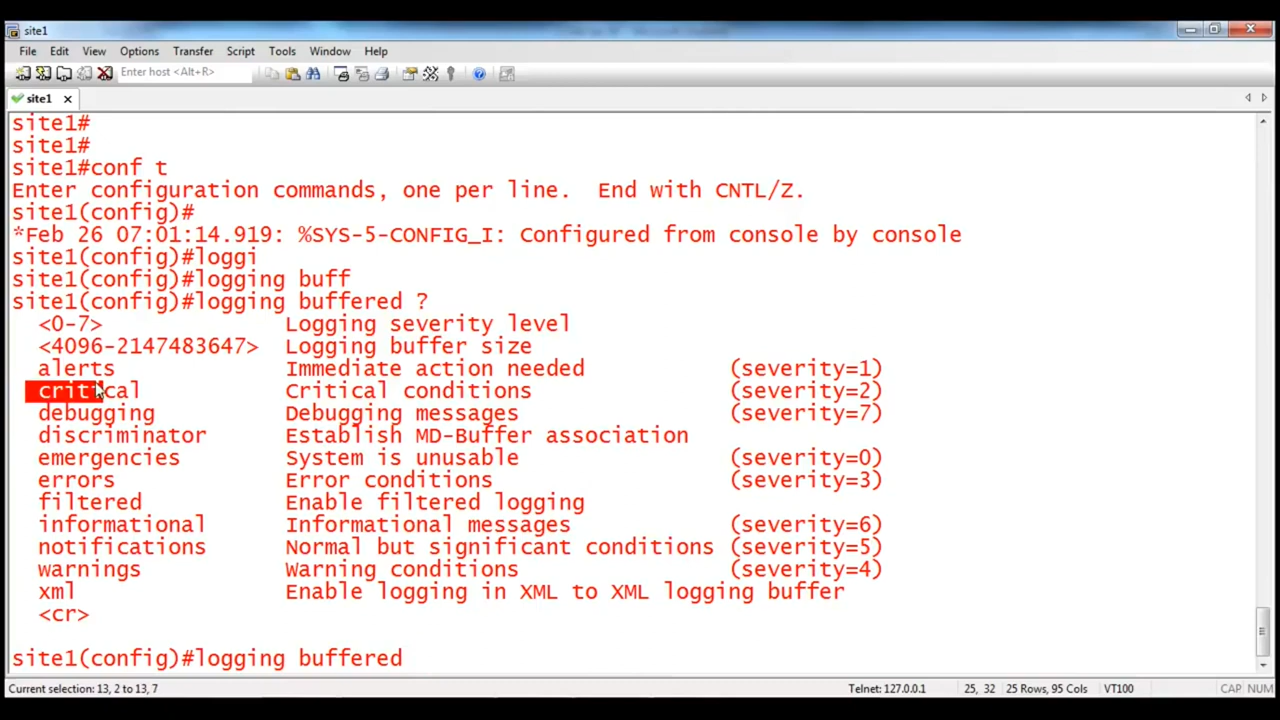 site1
File Edit View Options Transfer Script Tools Window Help
Enter host <Alt+R>
site1
site1#
site1#
site1#conf t
Enter configuration commands, one per line.  End with CNTL/Z.
site1(config)#
*Feb 26 07:01:14.919: %SYS-5-CONFIG_I: Configured from console by console
site1(config)#loggi
site1(config)#logging buff
site1(config)#logging buffered ?
<0-7> Logging severity level
<4096-2147483647> Logging buffer size
alerts Immediate action needed (severity=1)
critical Critical conditions (severity=2)
debugging Debugging messages (severity=7)
discriminator Establish MD-Buffer association
emergencies System is unusable (severity=0)
errors Error conditions (severity=3)
filtered Enable filtered logging
informational Informational messages (severity=6)
notifications Normal but significant conditions (severity=5)
warnings Warning conditions (severity=4)
xml Enable logging in XML to XML logging buffer
<cr>
site1(config)#logging buffered
Current selection: 13, 2 to 13, 7 Telnet: 127.0.0.1 25, 32 25 Rows, 95 Cols VT100 CAP NUM